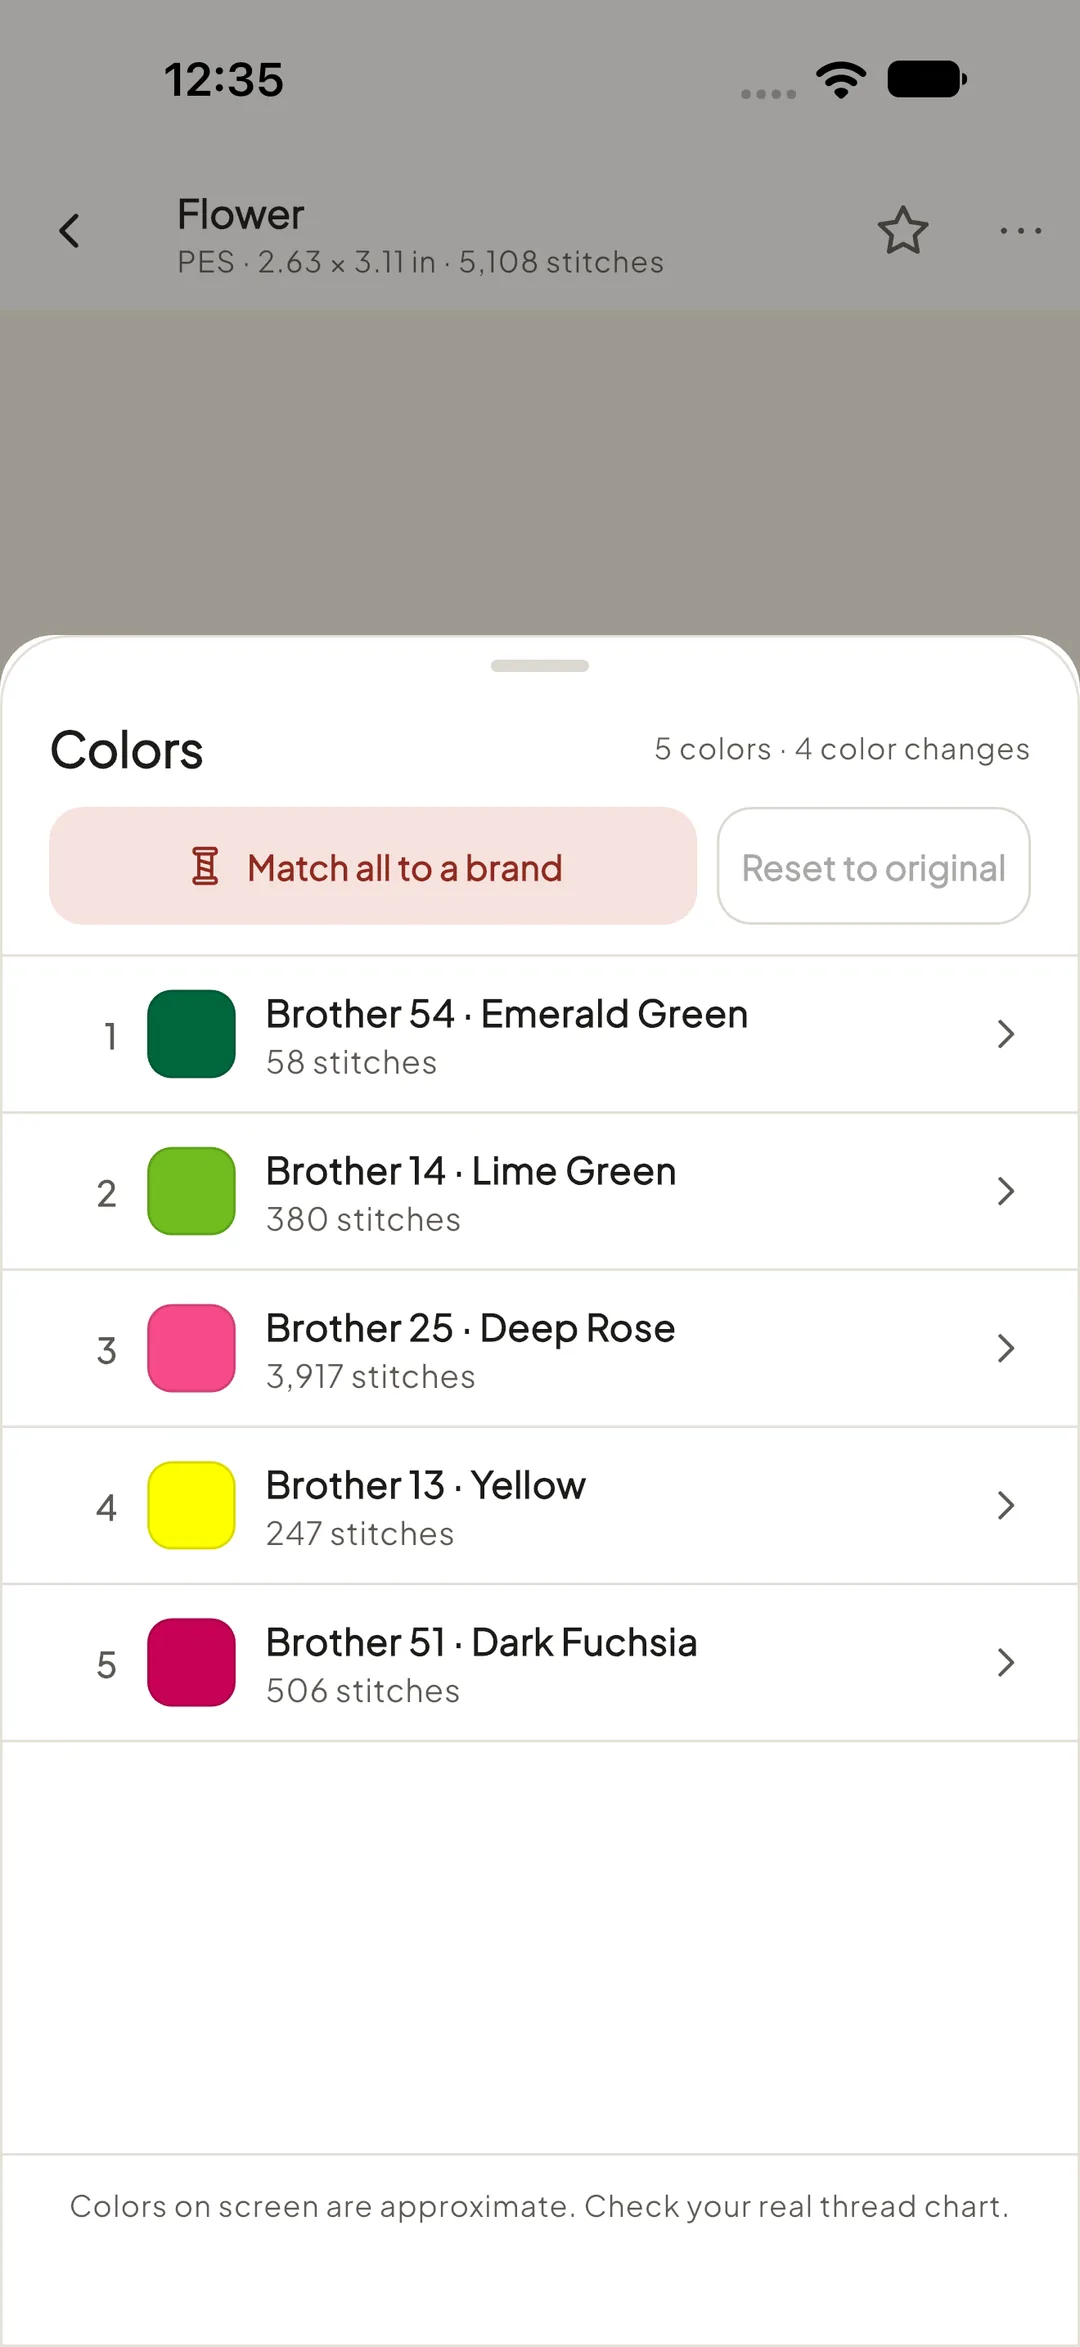 12:35
Flower
PES · 2.63 × 3.11 in · 5,108 stitches
Colors
5 colors · 4 color changes
Match all to a brand
Reset to original
1
Brother 54 · Emerald Green
58 stitches
2
Brother 14 · Lime Green
380 stitches
3
Brother 25 · Deep Rose
3,917 stitches
4
Brother 13 · Yellow
247 stitches
5
Brother 51 · Dark Fuchsia
506 stitches
Colors on screen are approximate. Check your real thread chart.